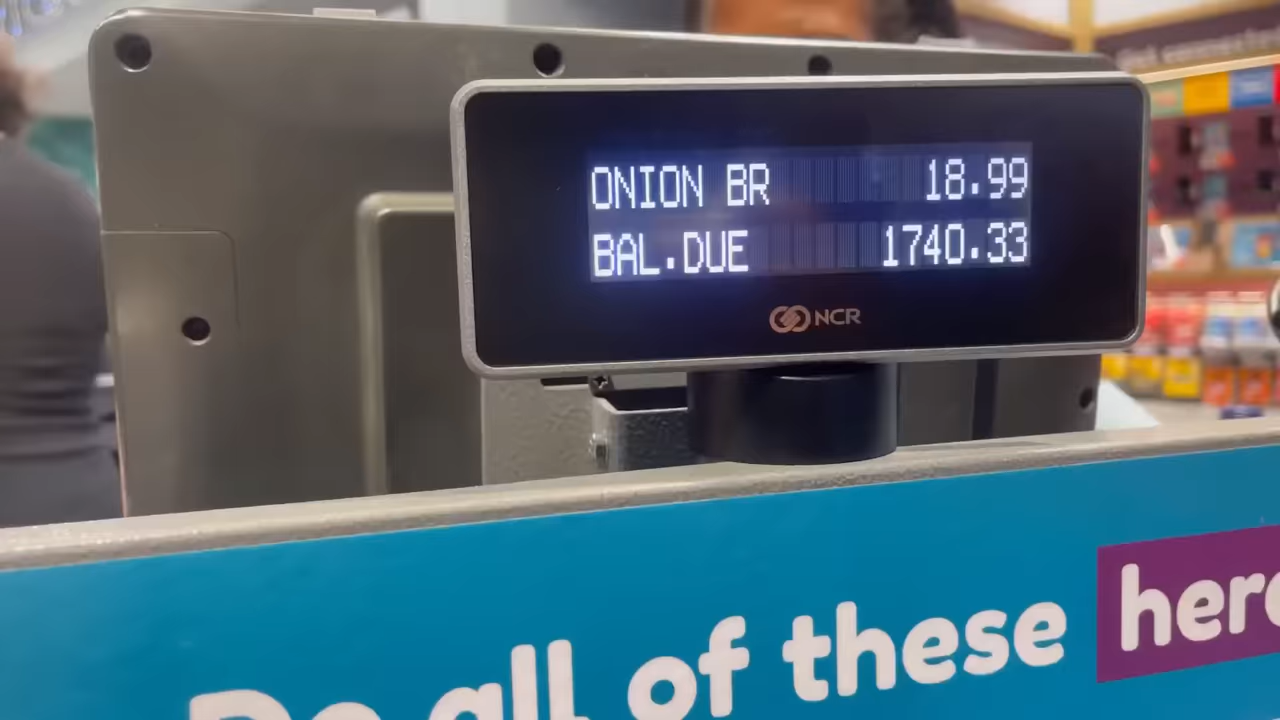 ONION BR 18.99
BAL.DUE 1740.33
NCR
Do all of these here